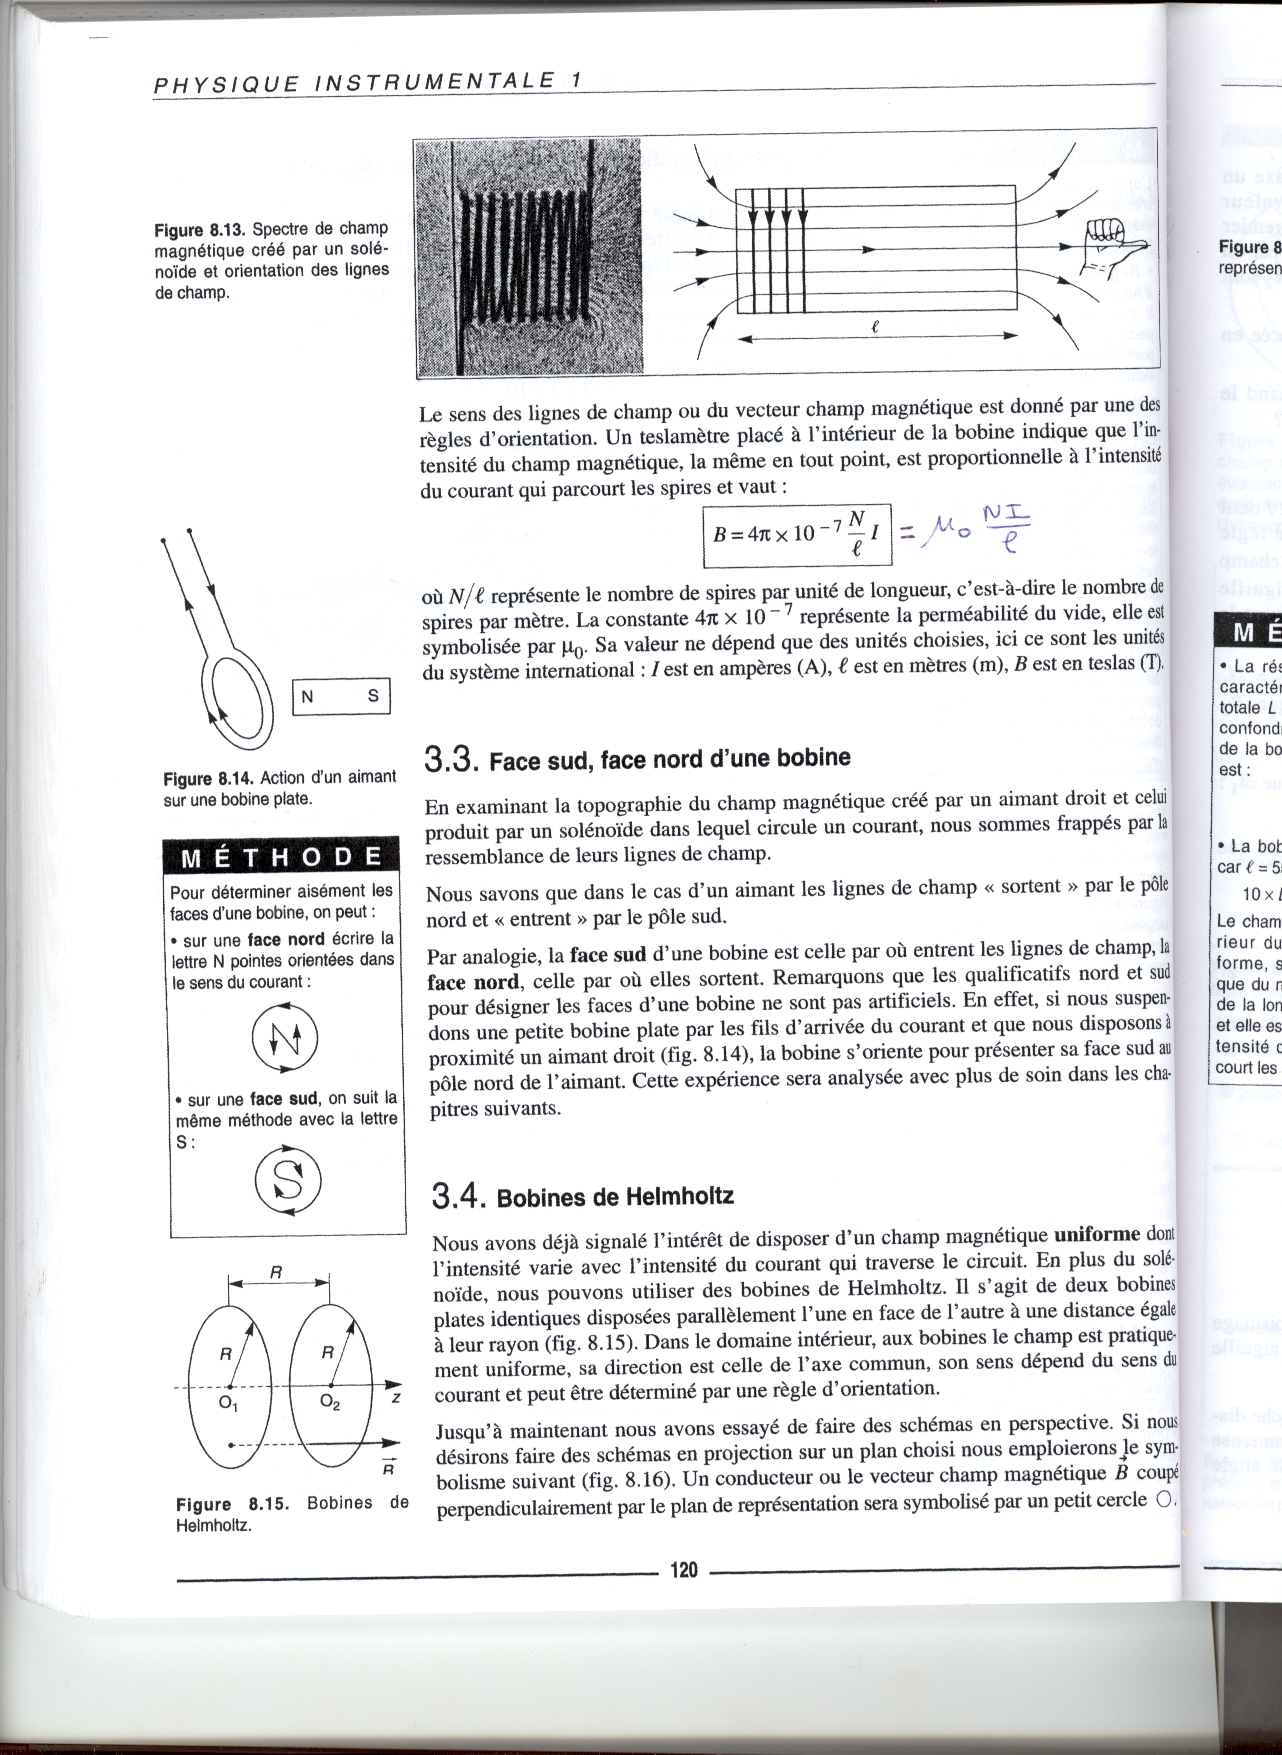 PHYSIQUE INSTRUMENTALE 1
Figure 8.13. Spectre de champ
magnétique créé par un solé-
noïde et orientation des lignes
de champ.
ℓ
Le sens des lignes de champ ou du vecteur champ magnétique est donné par une des
règles d'orientation. Un teslamètre placé à l'intérieur de la bobine indique que l'in-
tensité du champ magnétique, la même en tout point, est proportionnelle à l'intensité
du courant qui parcourt les spires et vaut :
B = 4π × 10⁻⁷ N/ℓ I = μ₀ NI/ℓ
où N/ℓ représente le nombre de spires par unité de longueur, c'est-à-dire le nombre de
spires par mètre. La constante 4π × 10⁻⁷ représente la perméabilité du vide, elle est
symbolisée par μ₀. Sa valeur ne dépend que des unités choisies, ici ce sont les unités
du système international : I est en ampères (A), ℓ est en mètres (m), B est en teslas (T).
N S
Figure 8.14. Action d'un aimant
sur une bobine plate.
3.3. Face sud, face nord d'une bobine
En examinant la topographie du champ magnétique créé par un aimant droit et celui
produit par un solénoïde dans lequel circule un courant, nous sommes frappés par la
ressemblance de leurs lignes de champ.
Nous savons que dans le cas d'un aimant les lignes de champ « sortent » par le pôle
nord et « entrent » par le pôle sud.
Par analogie, la face sud d'une bobine est celle par où entrent les lignes de champ, la
face nord, celle par où elles sortent. Remarquons que les qualificatifs nord et sud
pour désigner les faces d'une bobine ne sont pas artificiels. En effet, si nous suspen-
dons une petite bobine plate par les fils d'arrivée du courant et que nous disposons à
proximité un aimant droit (fig. 8.14), la bobine s'oriente pour présenter sa face sud au
pôle nord de l'aimant. Cette expérience sera analysée avec plus de soin dans les cha-
pitres suivants.
MÉTHODE
Pour déterminer aisément les
faces d'une bobine, on peut :
• sur une face nord écrire la
lettre N pointes orientées dans
le sens du courant :
N
• sur une face sud, on suit la
même méthode avec la lettre
S :
S
3.4. Bobines de Helmholtz
Nous avons déjà signalé l'intérêt de disposer d'un champ magnétique uniforme dont
l'intensité varie avec l'intensité du courant qui traverse le circuit. En plus du solé-
noïde, nous pouvons utiliser des bobines de Helmholtz. Il s'agit de deux bobines
plates identiques disposées parallèlement l'une en face de l'autre à une distance égale
à leur rayon (fig. 8.15). Dans le domaine intérieur, aux bobines le champ est pratique-
ment uniforme, sa direction est celle de l'axe commun, son sens dépend du sens du
courant et peut être déterminé par une règle d'orientation.
Jusqu'à maintenant nous avons essayé de faire des schémas en perspective. Si nous
désirons faire des schémas en projection sur un plan choisi nous emploierons le sym-
bolisme suivant (fig. 8.16). Un conducteur ou le vecteur champ magnétique B⃗ coupé
perpendiculairement par le plan de représentation sera symbolisé par un petit cercle ○.
R
R R
O₁ O₂ z
R⃗
Figure 8.15. Bobines de
Helmholtz.
120
Figure 8
représen
MÉ
• La rés
caractér
totale L
confond
de la bo
est :
• La bob
car ℓ = 5
10 ×
Le cham
rieur du
forme, s
que du n
de la lon
et elle es
tensité c
court les